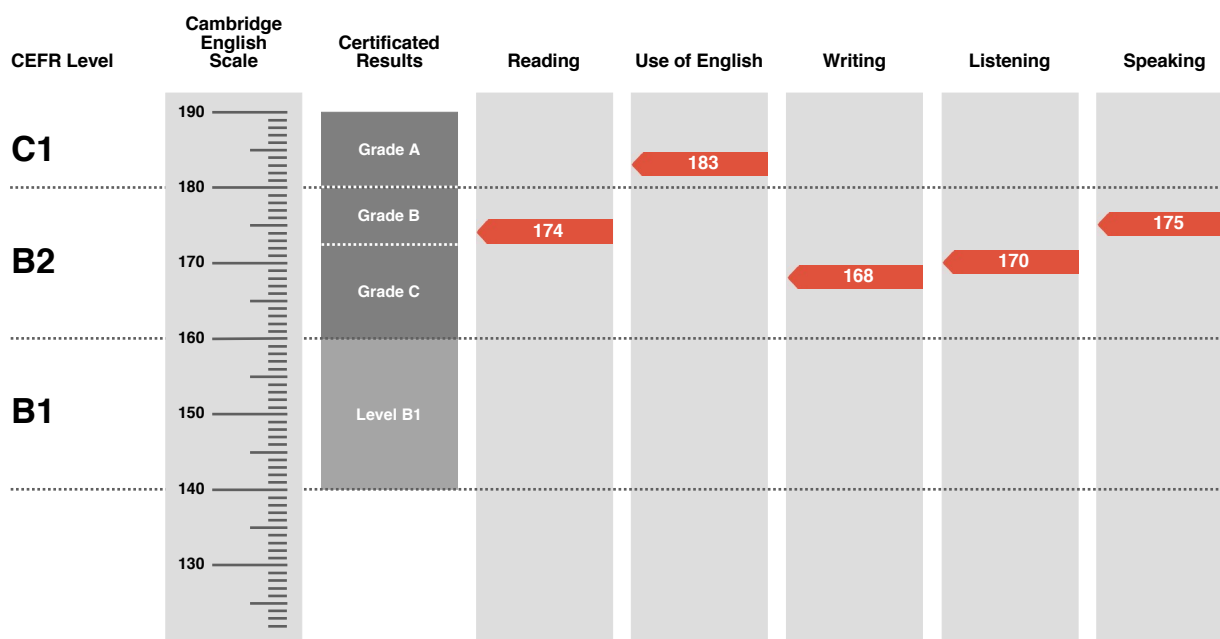 CEFR Level
Cambridge
English
Scale
Certificated
Results
Reading
Use of English
Writing
Listening
Speaking
C1
B2
B1
190
180
170
160
150
140
130
Grade A
Grade B
Grade C
Level B1
174
183
168
170
175